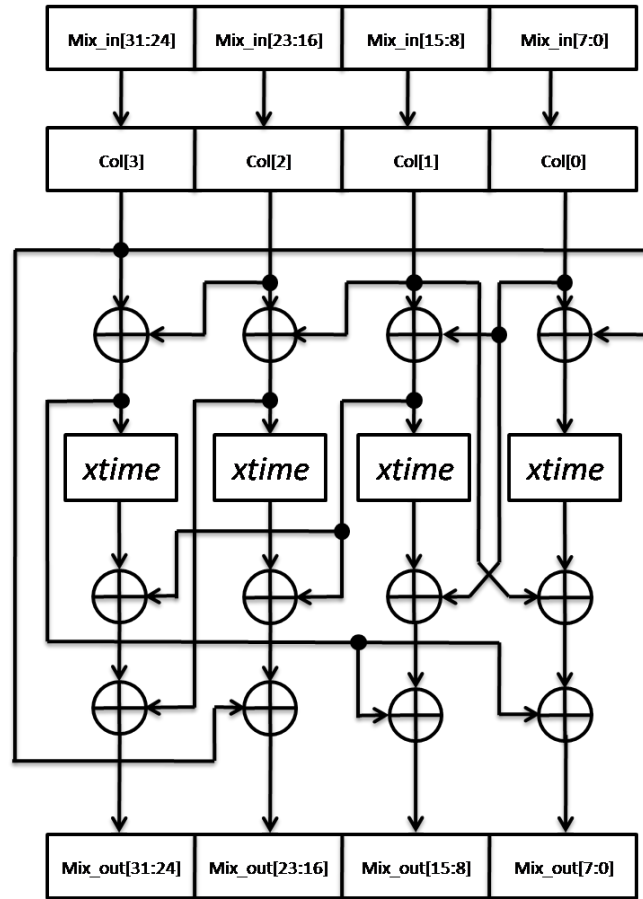 Mix_in[31:24] Mix_in[23:16] Mix_in[15:8] Mix_in[7:0]
Col[3] Col[2] Col[1] Col[0]
xtime xtime xtime xtime
Mix_out[31:24] Mix_out[23:16] Mix_out[15:8] Mix_out[7:0]